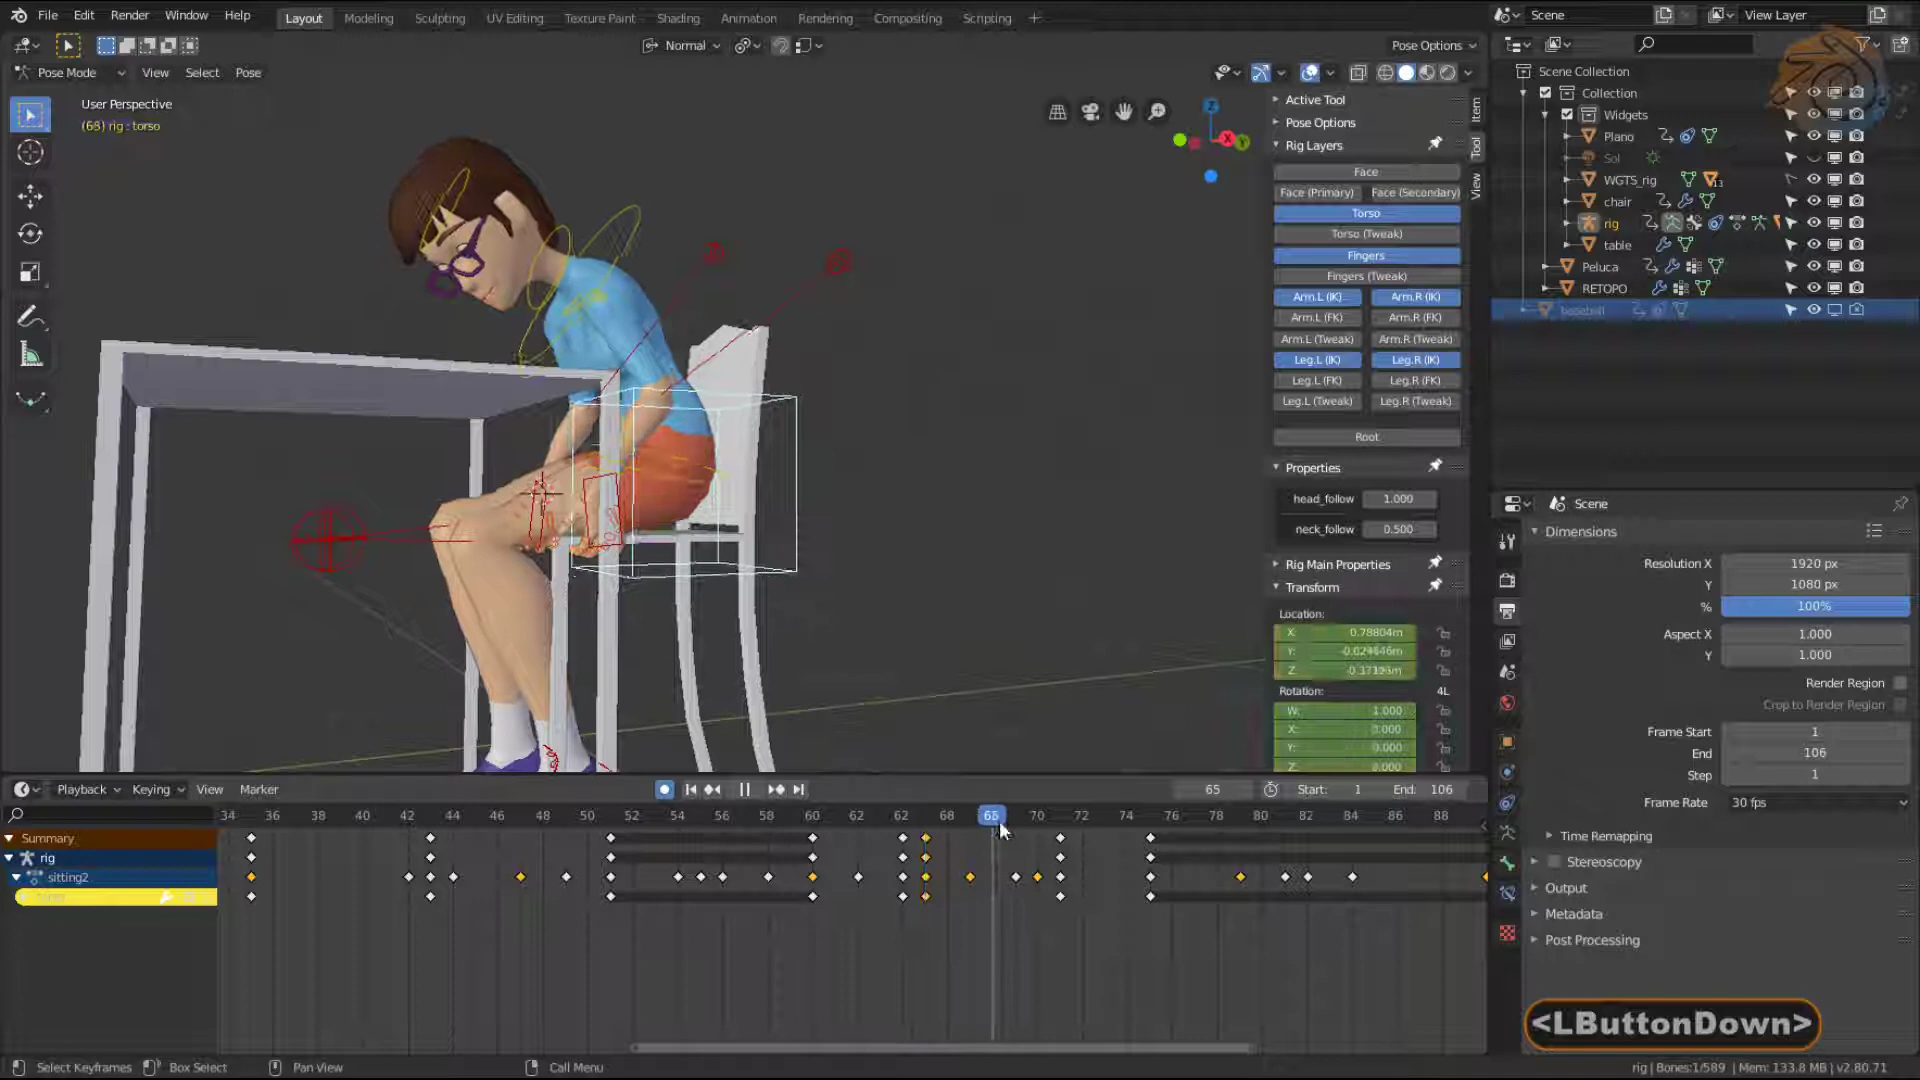 File Edit Render Window Help
Layout Modeling Sculpting UV Editing Texture Paint Shading Animation Rendering Compositing Scripting +
Scene View Layer
Normal Pose Options
Pose Mode View Select Pose
User Perspective
rig : torso
Active Tool
Pose Options
Rig Layers
Face
Face (Primary) Face (Secondary)
Torso
Torso (Tweak)
Fingers
Fingers (Tweak)
Arm.L (IK) Arm.R (IK)
Arm.L (FK) Arm.R (FK)
Arm.L (Tweak) Arm.R (Tweak)
Leg.L (IK) Leg.R (IK)
Leg.L (FK) Leg.R (FK)
Leg.L (Tweak) Leg.R (Tweak)
Root
Properties
head_follow 1.000
neck_follow 0.500
Rig Main Properties
Transform
Location:
X: 0.78804m
Y:
Z:
Rotation: 4L
W: 1.000
X: 0.000
Y: 0.000
Z: 0.000
Item
Tool
View
Scene Collection
Collection
Widgets
Plano
Sol
WGTS_rig 13
chair
rig
table
Peluca
RETOPO
baseball
Scene
Dimensions
Resolution X 1920 px
Y 1080 px
% 100%
Aspect X 1.000
Y 1.000
Render Region
Crop to Render Region
Frame Start 1
End 106
Step 1
Frame Rate 30 fps
Time Remapping
Stereoscopy
Output
Metadata
Post Processing
Playback Keying View Marker 65 Start: 1 End: 106
34 36 38 40 42 44 46 48 50 52 54 56 58 60 62 68 70 72 74 76 78 80 82 84 86 88
Summary
rig
sitting2
<LButtonDown>
Select Keyframes Box Select Pan View Call Menu
rig | Bones:1/589 | Mem: 133.8 MB | v2.80.71